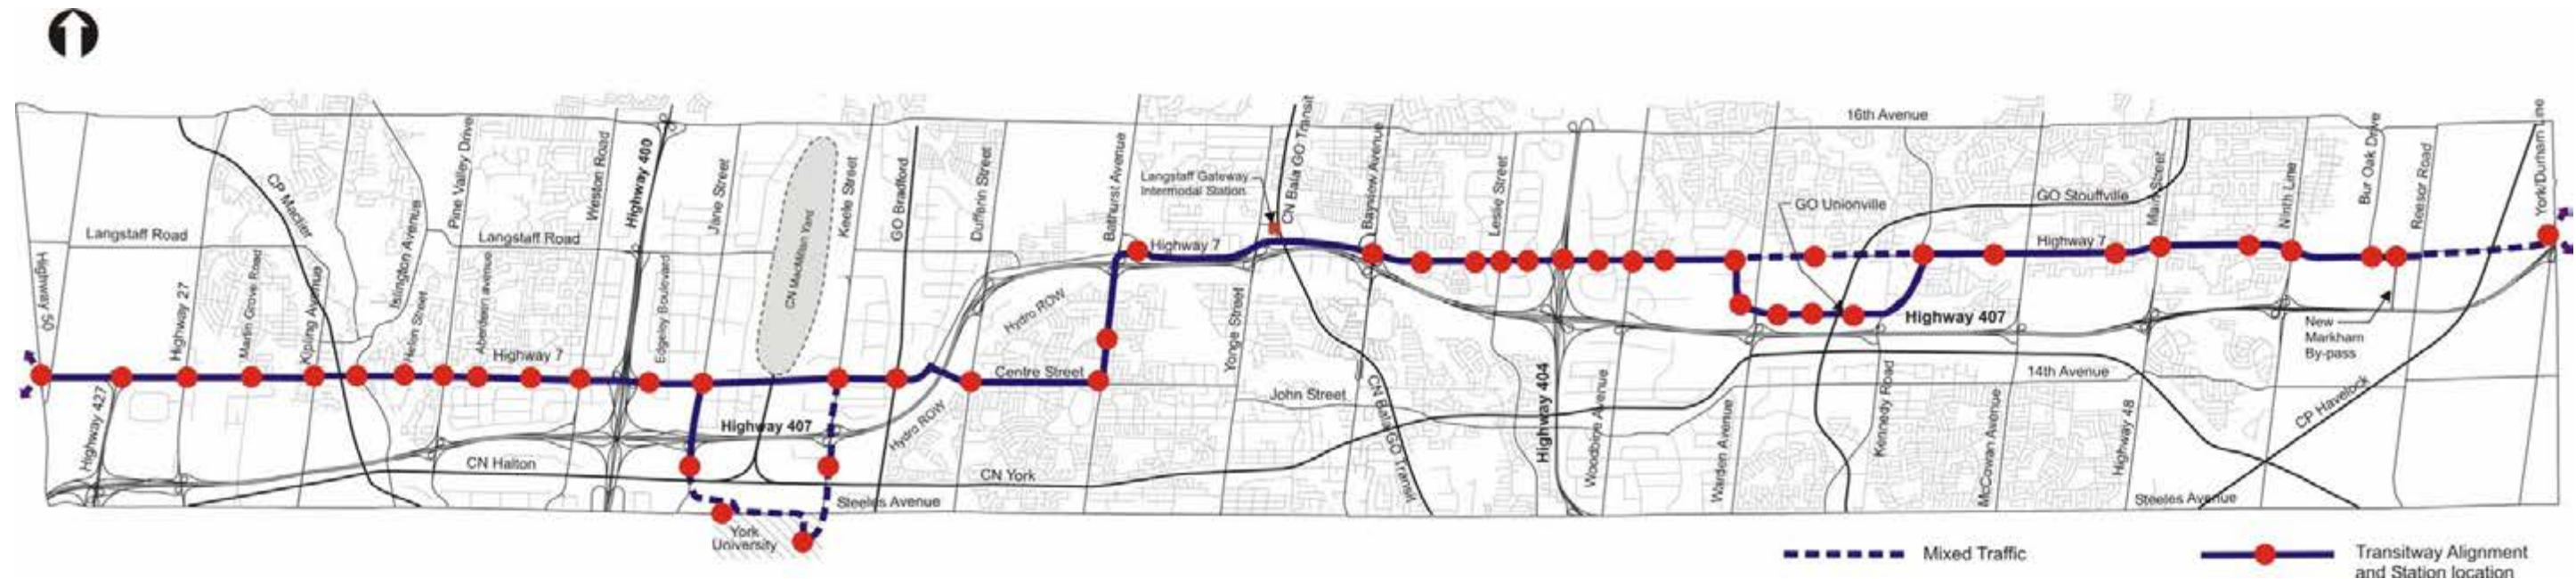 16th Avenue
CP Mactier
Pine Valley Drive
Weston Road
Highway 400
Jane Street
Keele Street
GO Bradford
Dufferin Street
Bathurst Avenue
Langstaff Gateway
Intermodal Station
CN Bala GO Transit
Bayview Avenue
Leslie Street
GO Unionville
GO Stouffville
Main Street
Ninth Line
Bur Oak Drive
Reesor Road
York/Durham Line
Langstaff Road
Islington Avenue
Langstaff Road
CN MacMillan Yard
Highway 7
Highway 7
Highway 50
Highway 27
Martin Grove Road
Kipling Avenue
Helen Street
Aberdeen avenue
Edgeley Boulevard
Hydro ROW
Yonge Street
Highway 407
New
Markham
By-pass
Highway 7
Centre Street
14th Avenue
John Street
Highway 427
Highway 407
Hydro ROW
CN Bala GO Transit
Highway 404
Woodbine Avenue
Warden Avenue
Kennedy Road
McCowan Avenue
Highway 48
CP Havelock
CN Halton
CN York
Steeles Avenue
Steeles Avenue
York
University
Mixed Traffic
Transitway Alignment
and Station location